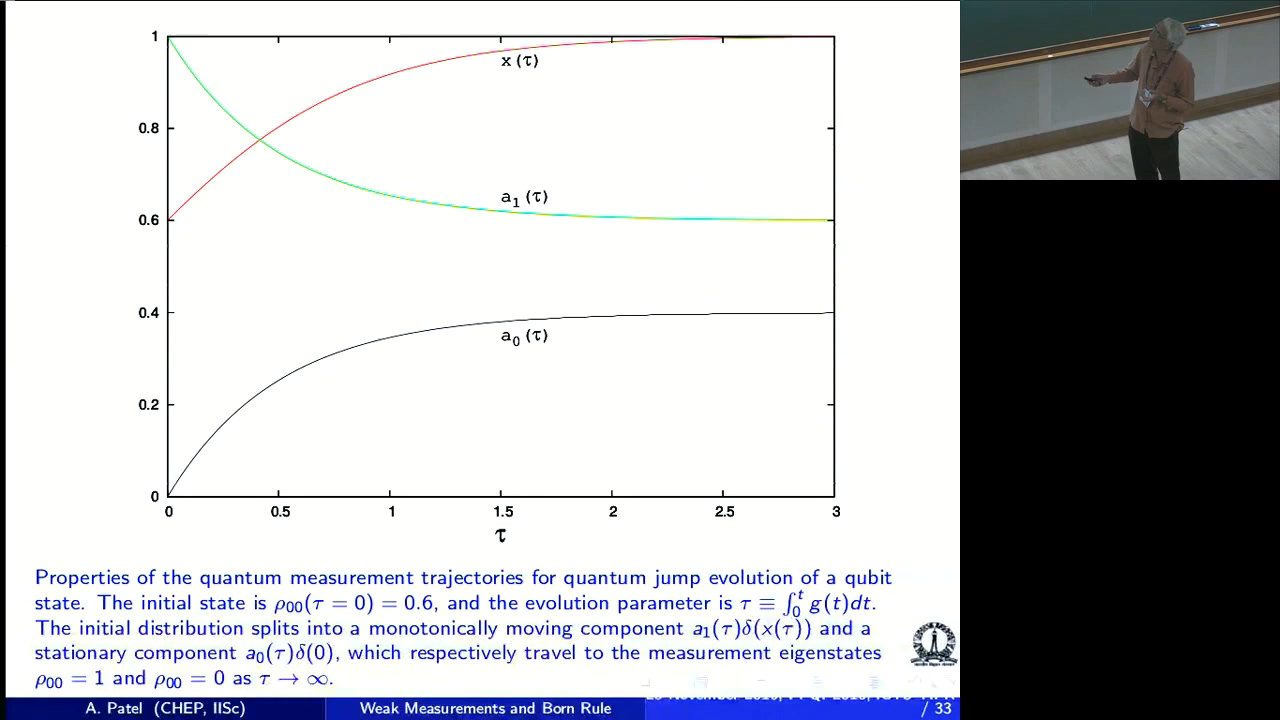 1
0.8
0.6
0.4
0.2
0
x (τ)
a₁ (τ)
a₀ (τ)
0 0.5 1 1.5 2 2.5 3
τ
Properties of the quantum measurement trajectories for quantum jump evolution of a qubit
state. The initial state is ρ₀₀(τ = 0) = 0.6, and the evolution parameter is τ ≡ ∫₀ᵗ g(t)dt.
The initial distribution splits into a monotonically moving component a₁(τ)δ(x(τ)) and a
stationary component a₀(τ)δ(0), which respectively travel to the measurement eigenstates
ρ₀₀ = 1 and ρ₀₀ = 0 as τ → ∞.
A. Patel (CHEP, IISc) Weak Measurements and Born Rule / 33